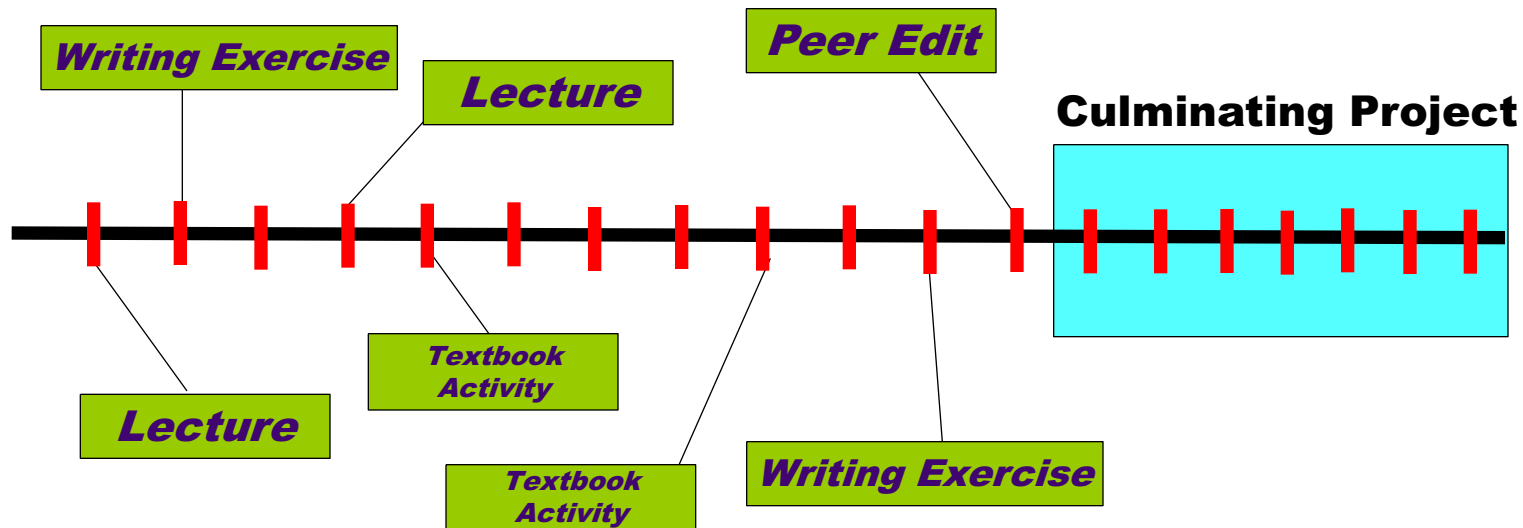 Peer Edit
Writing Exercise
Lecture
Culminating Project
Textbook
Activity
Lecture
Textbook
Activity
Writing Exercise